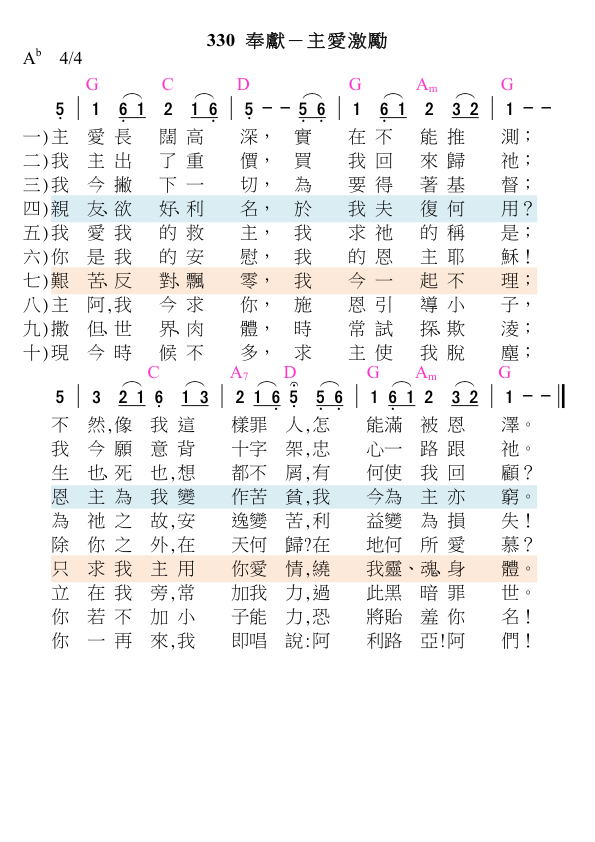 330 奉獻－主愛激勵
A♭ 4/4
G C D G Am G
5̣ | 1 6̣ 1 2 1 6̣ | 5̣ － － 5̣ 6̣ | 1 6̣ 1 2 3 2 | 1 － －
一)主 愛 長 闊 高 深， 實 在 不 能 推 測；
二)我 主 出 了 重 價， 買 我 回 來 歸 祂；
三)我 今 撇 下 一 切， 為 要 得 著 基 督；
四)親 友、欲 好、利 名， 於 我 夫 復 何 用？
五)我 愛 我 的 救 主， 我 求 祂 的 稱 是；
六)你 是 我 的 安 慰， 我 的 恩 主 耶 穌！
七)艱 苦、反 對、飄 零， 我 今 一 起 不 理；
八)主 阿,我 今 求 你， 施 恩 引 導 小 子，
九)撒 但、世 界、肉 體， 時 常 試 探、欺 淩；
十)現 今 時 候 不 多， 求 主 使 我 脫 塵；
C A7 D G Am G
5 | 3 2 1 6̣ 1 3 | 2 1 6̣ 5̣ 5̣ 6̣ | 1 6̣ 1 2 3 2 | 1 － － ‖
不 然,像 我 這 樣罪 人,怎 能滿 被 恩 澤。
我 今 願 意 背 十字 架,忠 心一 路 跟 祂。
生 也、死 也,想 都不 屑,有 何使 我 回 顧？
恩 主 為 我 變 作苦 貧,我 今為 主 亦 窮。
為 祂 之 故,安 逸變 苦,利 益變 為 損 失！
除 你 之 外,在 天何 歸?在 地何 所 愛 慕？
只 求 我 主 用 你愛 情,繞 我靈、魂、身 體。
立 在 我 旁,常 加我 力,過 此黑 暗 罪 世。
你 若 不 加 小 子能 力,恐 將貽 羞 你 名！
你 一 再 來,我 即唱 說:阿 利路 亞!阿 們！